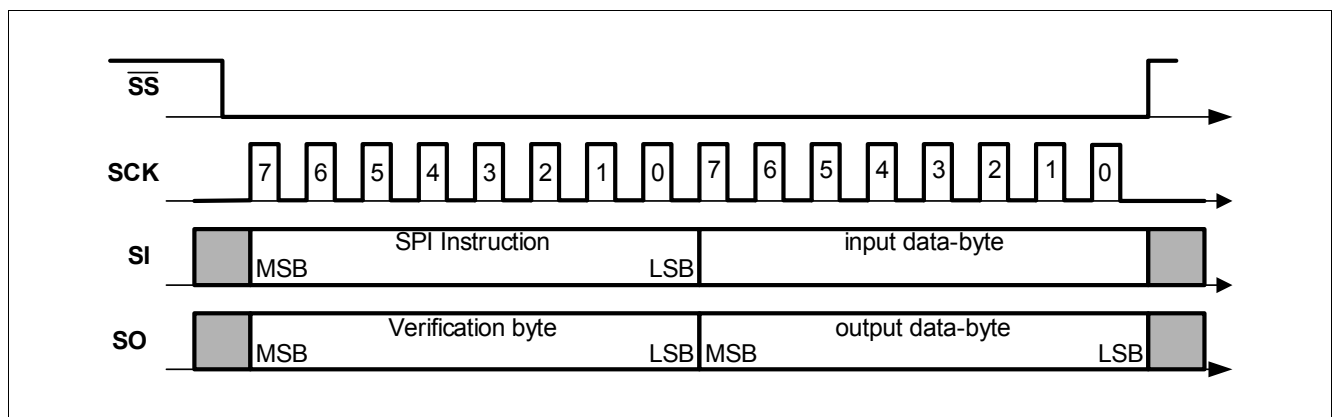 SS
SCK 7 6 5 4 3 2 1 0 7 6 5 4 3 2 1 0
SI SPI Instruction input data-byte
MSB LSB
SO Verification byte output data-byte
MSB LSB MSB LSB